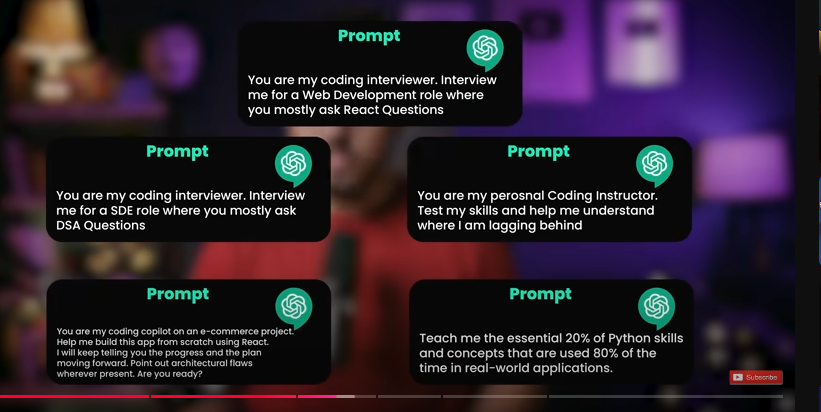 Prompt
You are my coding interviewer. Interview
me for a Web Development role where
you mostly ask React Questions
Prompt
You are my coding interviewer. Interview
me for a SDE role where you mostly ask
DSA Questions
Prompt
You are my perosnal Coding Instructor.
Test my skills and help me understand
where I am lagging behind
Prompt
You are my coding copilot on an e-commerce project.
Help me build this app from scratch using React.
I will keep telling you the progress and the plan
moving forward. Point out architectural flaws
wherever present. Are you ready?
Prompt
Teach me the essential 20% of Python skills
and concepts that are used 80% of the
time in real-world applications.
Subscribe